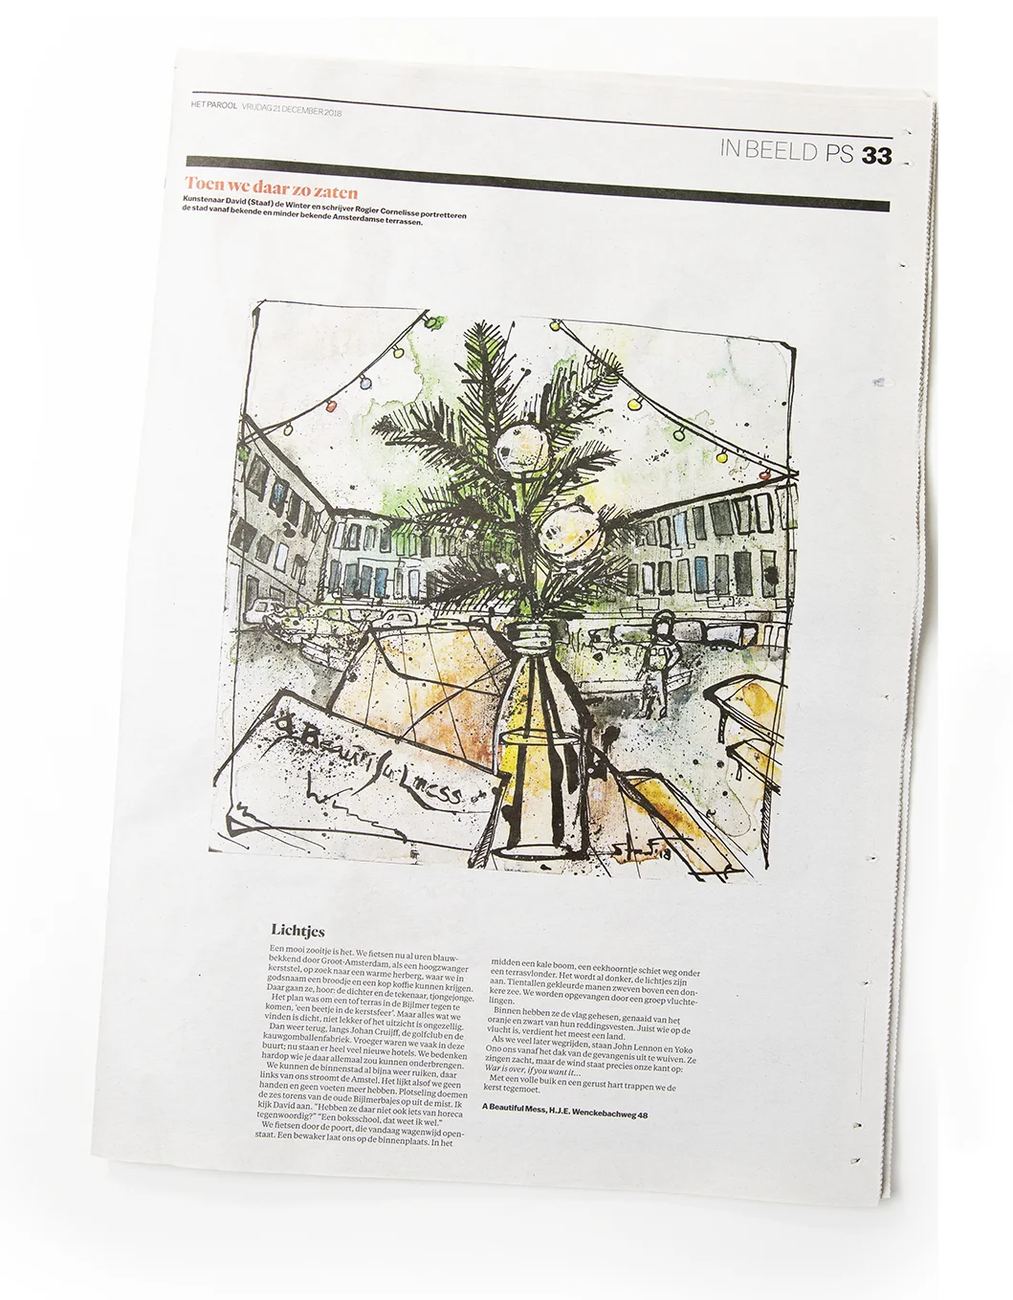 HET PAROOL VRIJDAG 21 DECEMBER 2018
IN BEELD PS 33
Toen we daar zo zaten
Kunstenaar David (Staaf) de Winter en schrijver Rogier Cornelisse portretteren
de stad vanaf bekende en minder bekende Amsterdamse terrassen.
a Beautiful mess
Staaf. 18
Lichtjes
Een mooi zooitje is het. We fietsen nu al uren blauw-
bekkend door Groot-Amsterdam, als een hoogzwanger
kerststel, op zoek naar een warme herberg, waar we in
godsnaam een broodje en een kop koffie kunnen krijgen.
Daar gaan ze, hoor: de dichter en de tekenaar, tjongejonge.
Het plan was om een tof terras in de Bijlmer tegen te
komen, 'een beetje in de kerstsfeer'. Maar alles wat we
vinden is dicht, niet lekker of het uitzicht is ongezellig.
Dan weer terug, langs Johan Cruijff, de golfclub en de
kauwgomballenfabriek. Vroeger waren we vaak in deze
buurt; nu staan er heel veel nieuwe hotels. We bedenken
hardop wie je daar allemaal zou kunnen onderbrengen.
We kunnen de binnenstad al bijna weer ruiken, daar
links van ons stroomt de Amstel. Het lijkt alsof we geen
handen en geen voeten meer hebben. Plotseling doemen
de zes torens van de oude Bijlmerbajes op uit de mist. Ik
kijk David aan. "Hebben ze daar niet ook iets van horeca
tegenwoordig?" "Een boksschool, dat weet ik wel."
We fietsen door de poort, die vandaag wagenwijd open-
staat. Een bewaker laat ons op de binnenplaats. In het
midden een kale boom, een eekhoorntje schiet weg onder
een terrasvlonder. Het wordt al donker, de lichtjes zijn
aan. Tientallen gekleurde manen zweven boven een don-
kere zee. We worden opgevangen door een groep vluchte-
lingen.
Binnen hebben ze de vlag gehesen, genaaid van het
oranje en zwart van hun reddingsvesten. Juist wie op de
vlucht is, verdient het meest een land.
Als we veel later wegrijden, staan John Lennon en Yoko
Ono ons vanaf het dak van de gevangenis uit te wuiven. Ze
zingen zacht, maar de wind staat precies onze kant op:
War is over, if you want it...
Met een volle buik en een gerust hart trappen we de
kerst tegemoet.
A Beautiful Mess, H.J.E. Wenckebachweg 48